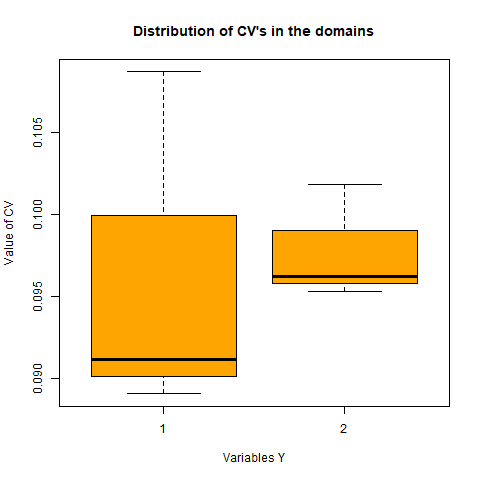 Distribution of CV's in the domains
Value of CV
0.105
0.100
0.095
0.090
1 2
Variables Y